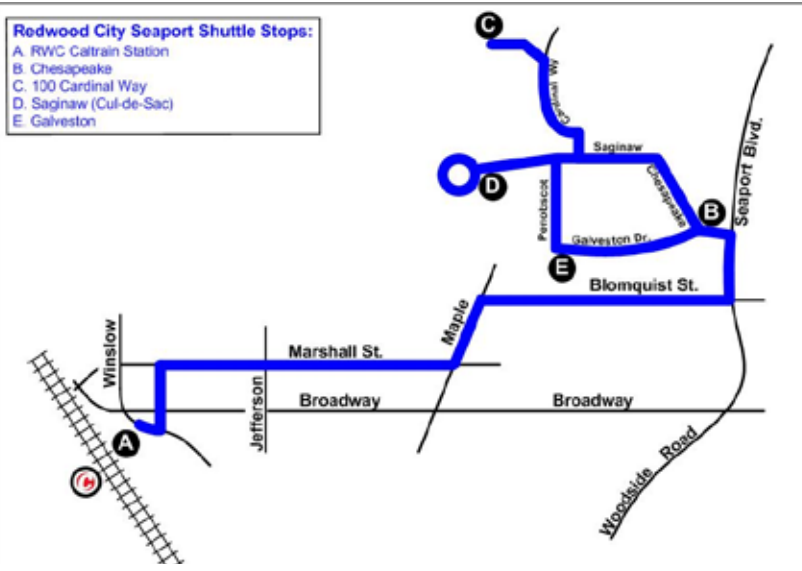 Redwood City Seaport Shuttle Stops:
A. RWC Caltrain Station
B. Chesapeake
C. 100 Cardinal Way
D. Saginaw (Cul-de-Sac)
E. Galveston
C
Cardinal Wy
Saginaw
D
Penobscot
Chesapeake
B
Seaport Blvd.
Galveston Dr.
E
Blomquist St.
Maple
Winslow
Marshall St.
Jefferson
Broadway
Broadway
A
C
Woodside Road